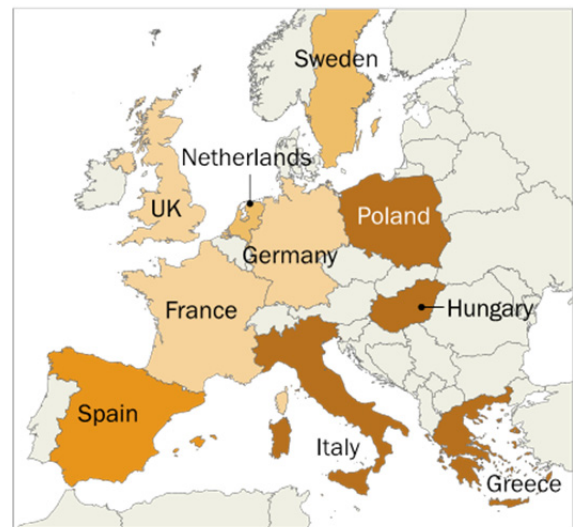 Sweden
Netherlands
UK
Poland
Germany
France
Hungary
Spain
Italy
Greece